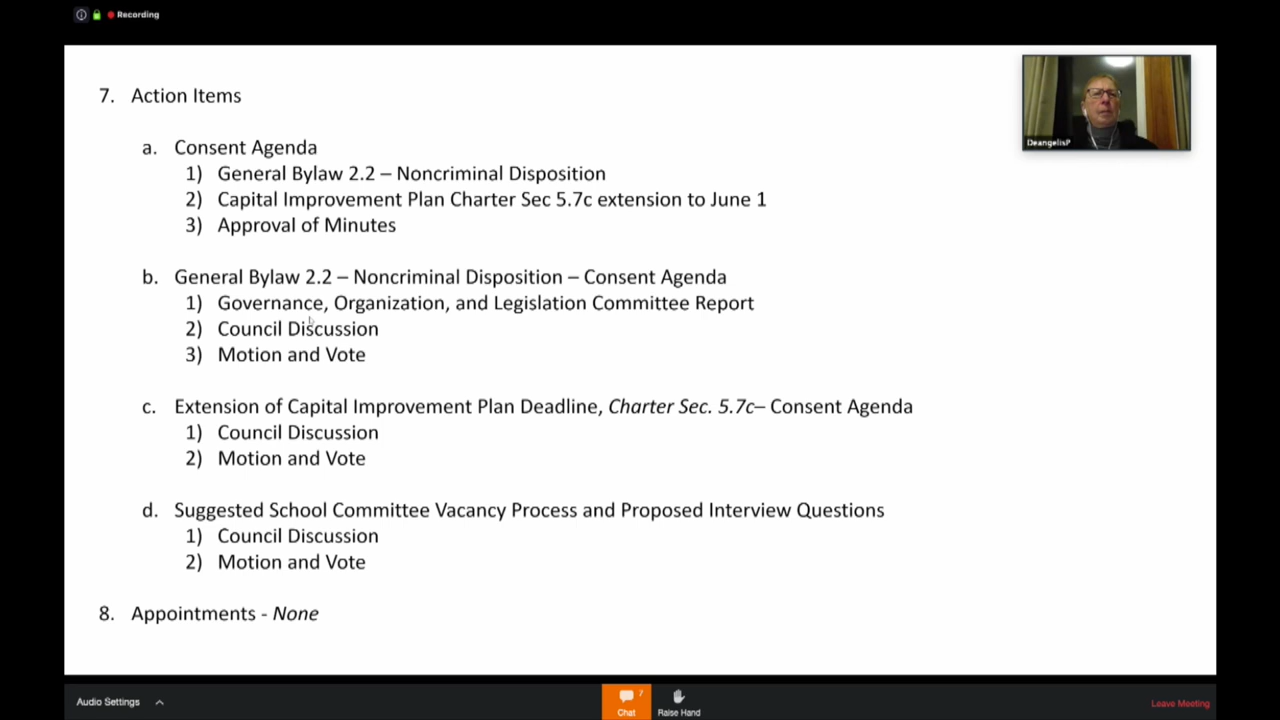 Recording
7. Action Items
a. Consent Agenda
1) General Bylaw 2.2 – Noncriminal Disposition
2) Capital Improvement Plan Charter Sec 5.7c extension to June 1
3) Approval of Minutes
b. General Bylaw 2.2 – Noncriminal Disposition – Consent Agenda
1) Governance, Organization, and Legislation Committee Report
2) Council Discussion
3) Motion and Vote
c. Extension of Capital Improvement Plan Deadline, Charter Sec. 5.7c– Consent Agenda
1) Council Discussion
2) Motion and Vote
d. Suggested School Committee Vacancy Process and Proposed Interview Questions
1) Council Discussion
2) Motion and Vote
8. Appointments - None
DeangelisP
Audio Settings
7
Chat
Raise Hand
Leave Meeting